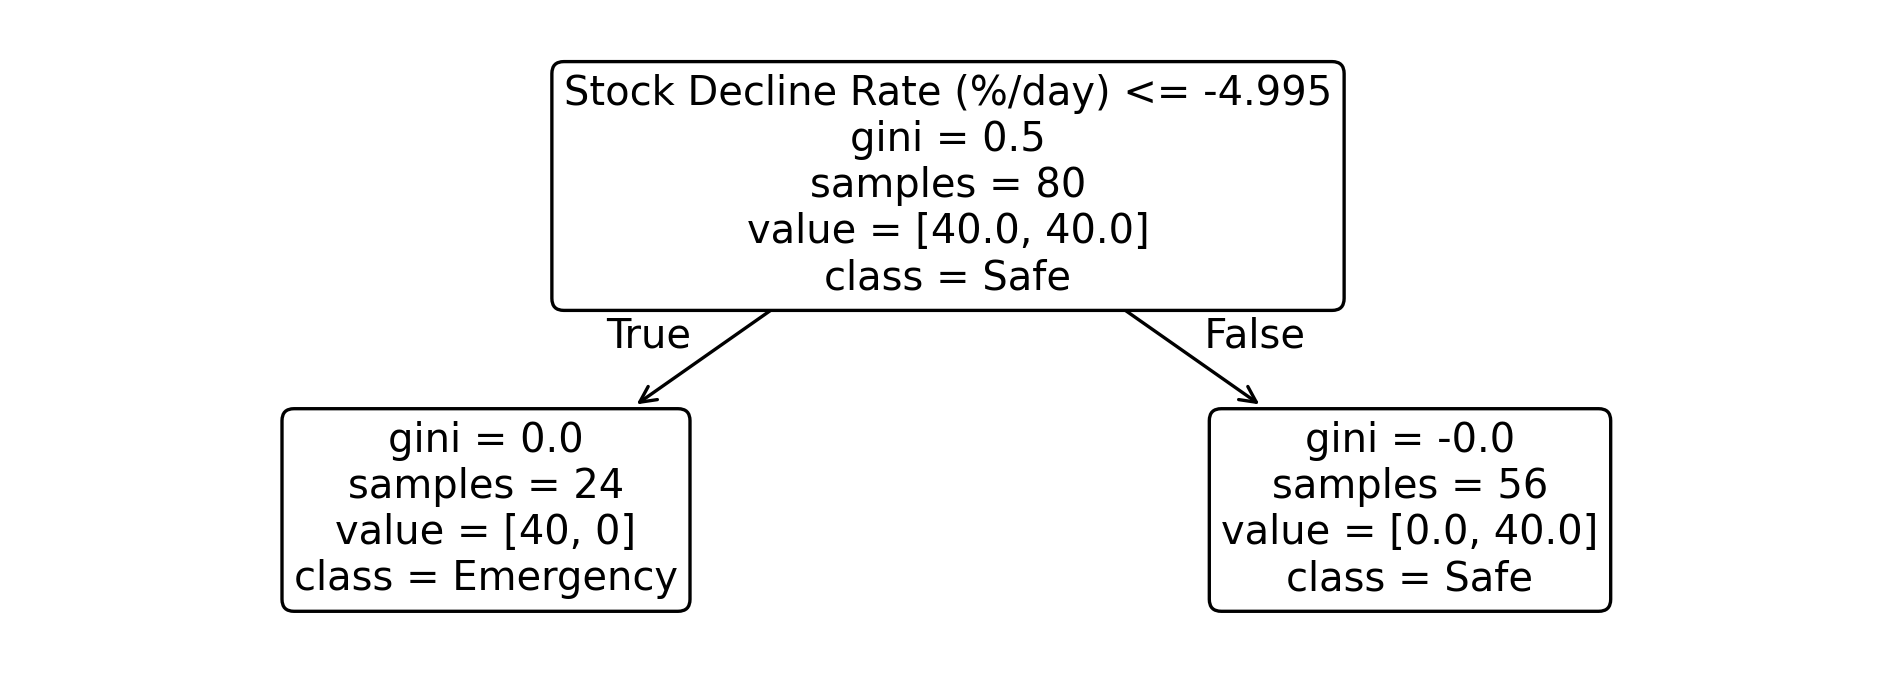 Stock Decline Rate (%/day) <= -4.995
gini = 0.5
samples = 80
value = [40.0, 40.0]
class = Safe
True
False
gini = 0.0
samples = 24
value = [40, 0]
class = Emergency
gini = -0.0
samples = 56
value = [0.0, 40.0]
class = Safe